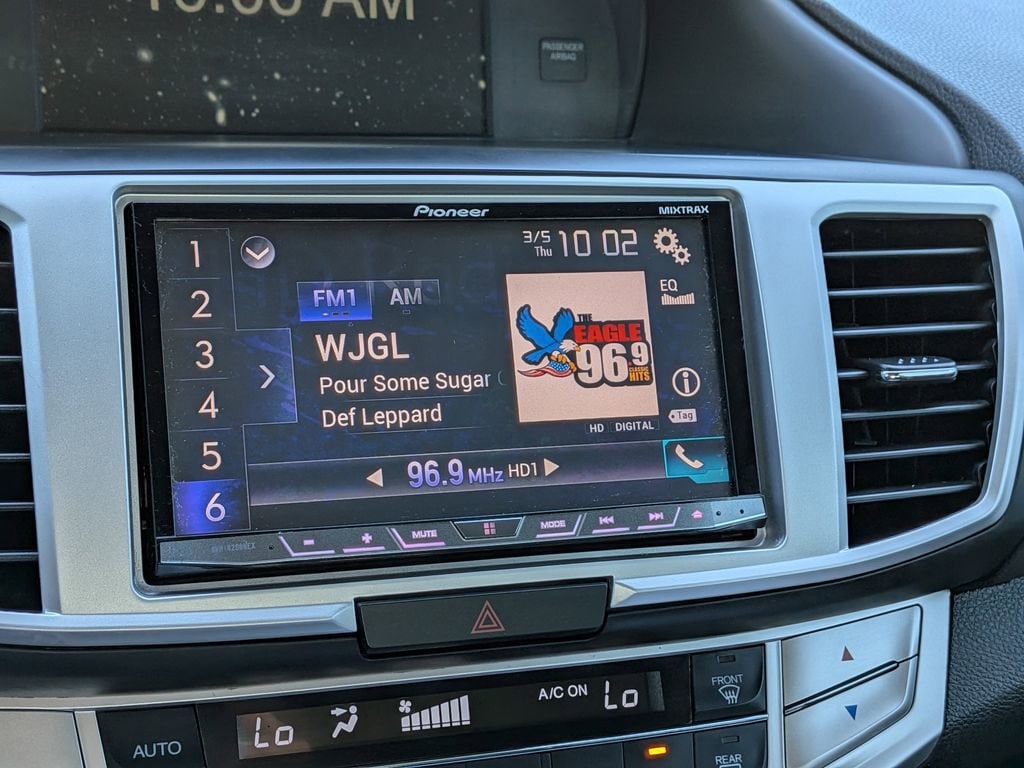 AM
PASSENGER
AIRBAG
Pioneer
MIXTRAX
1
2
3
4
5
6
3/5
Thu
10 02
FM1
AM
EQ
WJGL
Pour Some Sugar
Def Leppard
THE
EAGLE
96.9
CLASSIC
HITS
Tag
HD DIGITAL
96.9 MHz HD1
MUTE
MODE
AUTO
Lo
A/C ON
Lo
FRONT
REAR